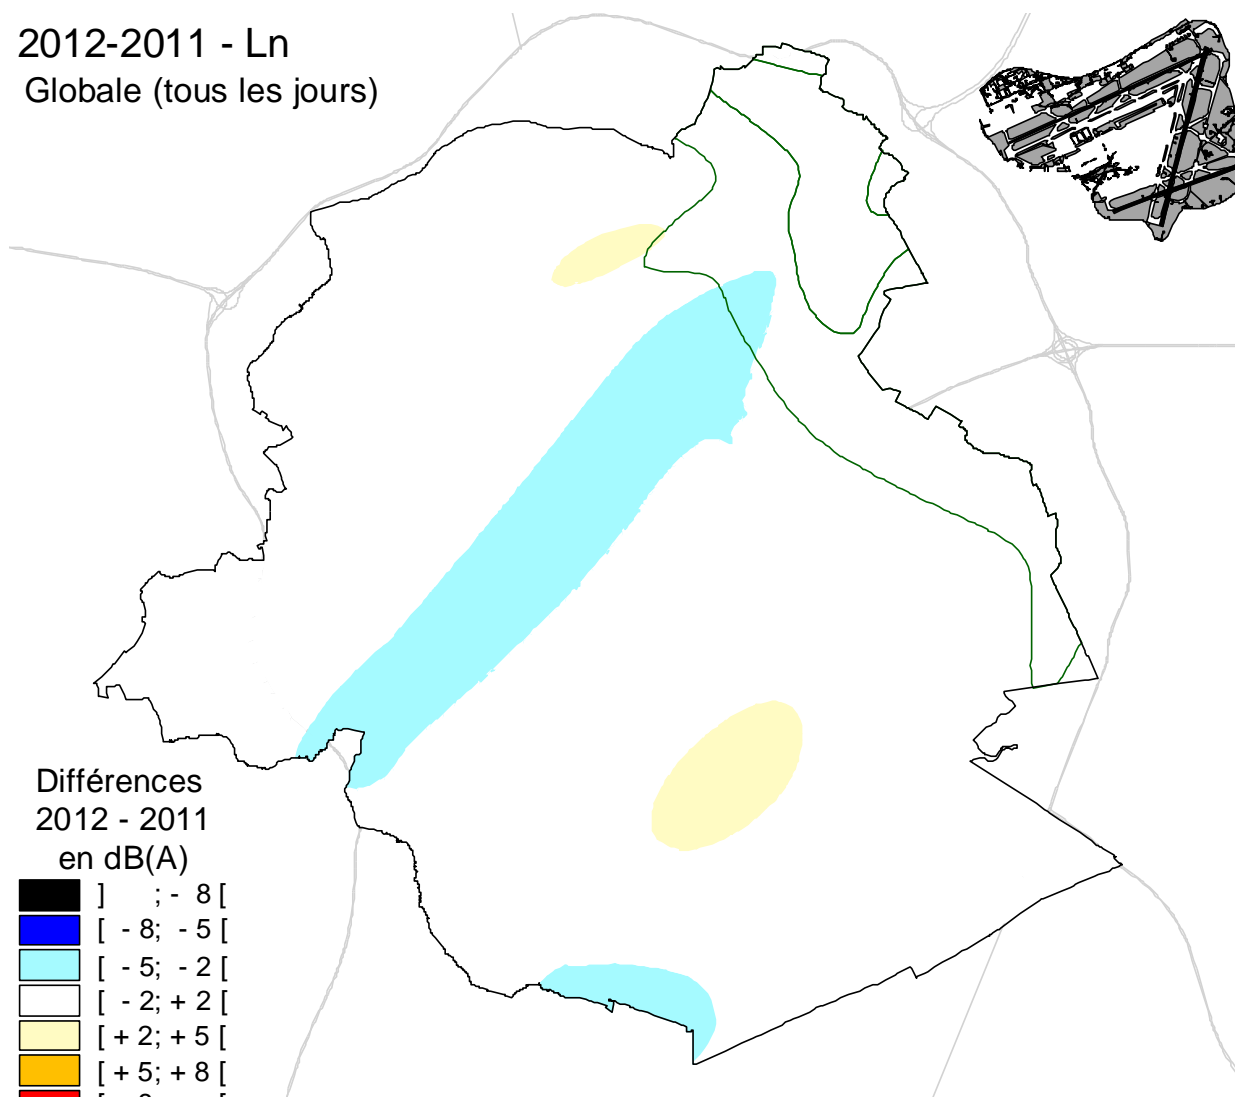 2012-2011 - Ln
Globale (tous les jours)
Différences
2012 - 2011
en dB(A)
] ; - 8 [
[ - 8; - 5 [
[ - 5; - 2 [
[ - 2; + 2 [
[ + 2; + 5 [
[ + 5; + 8 [